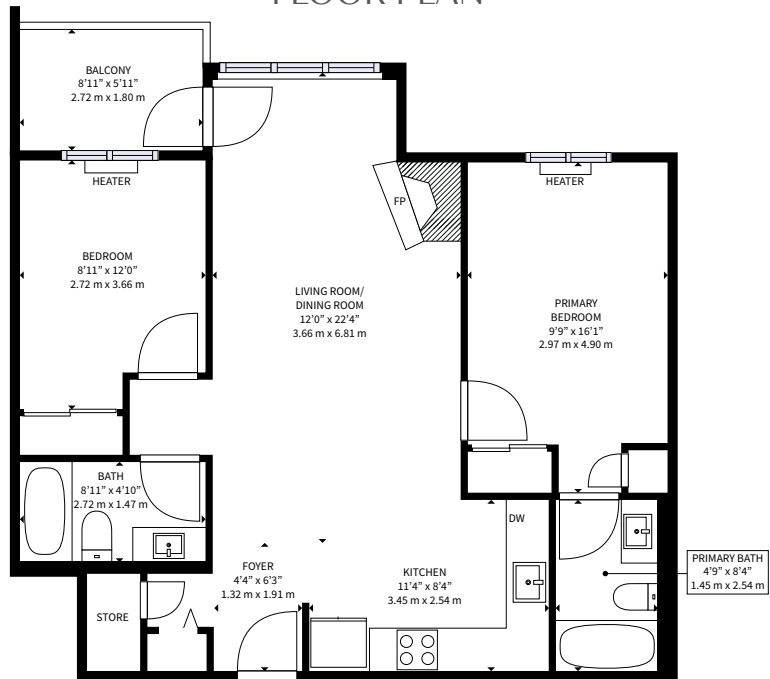 FLOOR PLAN
BALCONY
8'11" x 5'11"
2.72 m x 1.80 m
HEATER
BEDROOM
8'11" x 12'0"
2.72 m x 3.66 m
FP
LIVING ROOM/
DINING ROOM
12'0" x 22'4"
3.66 m x 6.81 m
HEATER
PRIMARY
BEDROOM
9'9" x 16'1"
2.97 m x 4.90 m
BATH
8'11" x 4'10"
2.72 m x 1.47 m
STORE
FOYER
4'4" x 6'3"
1.32 m x 1.91 m
KITCHEN
11'4" x 8'4"
3.45 m x 2.54 m
DW
PRIMARY BATH
4'9" x 8'4"
1.45 m x 2.54 m